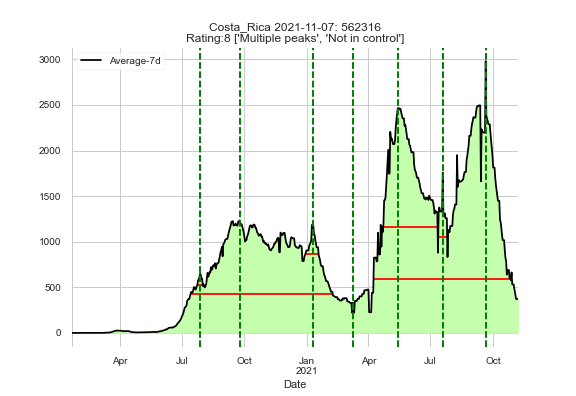 Costa_Rica 2021-11-07: 562316
Rating:8 ['Multiple peaks', 'Not in control']
Average-7d
3000
2500
2000
1500
1000
500
0
Apr Jul Oct Jan Apr Jul Oct
2021
Date